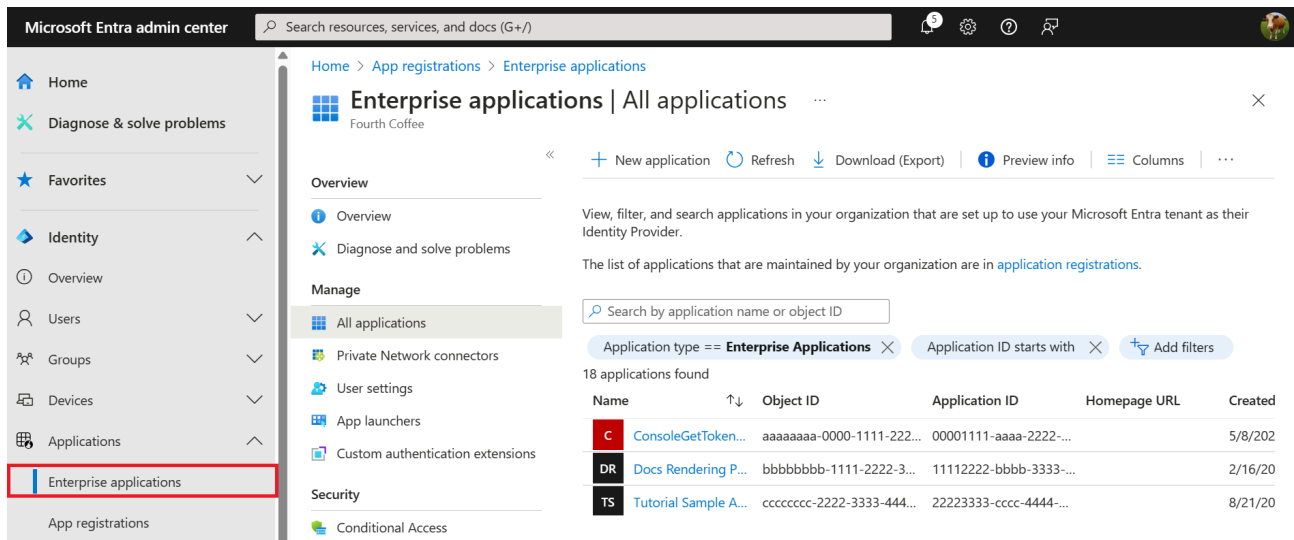 Microsoft Entra admin center
Search resources, services, and docs (G+/)
5
Home
Diagnose & solve problems
Favorites
Identity
Overview
Users
Groups
Devices
Applications
Enterprise applications
App registrations
Home > App registrations > Enterprise applications
Enterprise applications | All applications ...
Fourth Coffee
«
Overview
Overview
Diagnose and solve problems
Manage
All applications
Private Network connectors
User settings
App launchers
Custom authentication extensions
Security
Conditional Access
New application Refresh Download (Export) Preview info Columns ...
View, filter, and search applications in your organization that are set up to use your Microsoft Entra tenant as their
Identity Provider.
The list of applications that are maintained by your organization are in application registrations.
Search by application name or object ID
Application type == Enterprise Applications Application ID starts with Add filters
18 applications found
Name ↑↓ Object ID Application ID Homepage URL Created
C ConsoleGetToken... aaaaaaaa-0000-1111-222... 00001111-aaaa-2222-... 5/8/202
DR Docs Rendering P... bbbbbbbb-1111-2222-3... 11112222-bbbb-3333-... 2/16/20
TS Tutorial Sample A... cccccccc-2222-3333-444... 22223333-cccc-4444-... 8/21/20